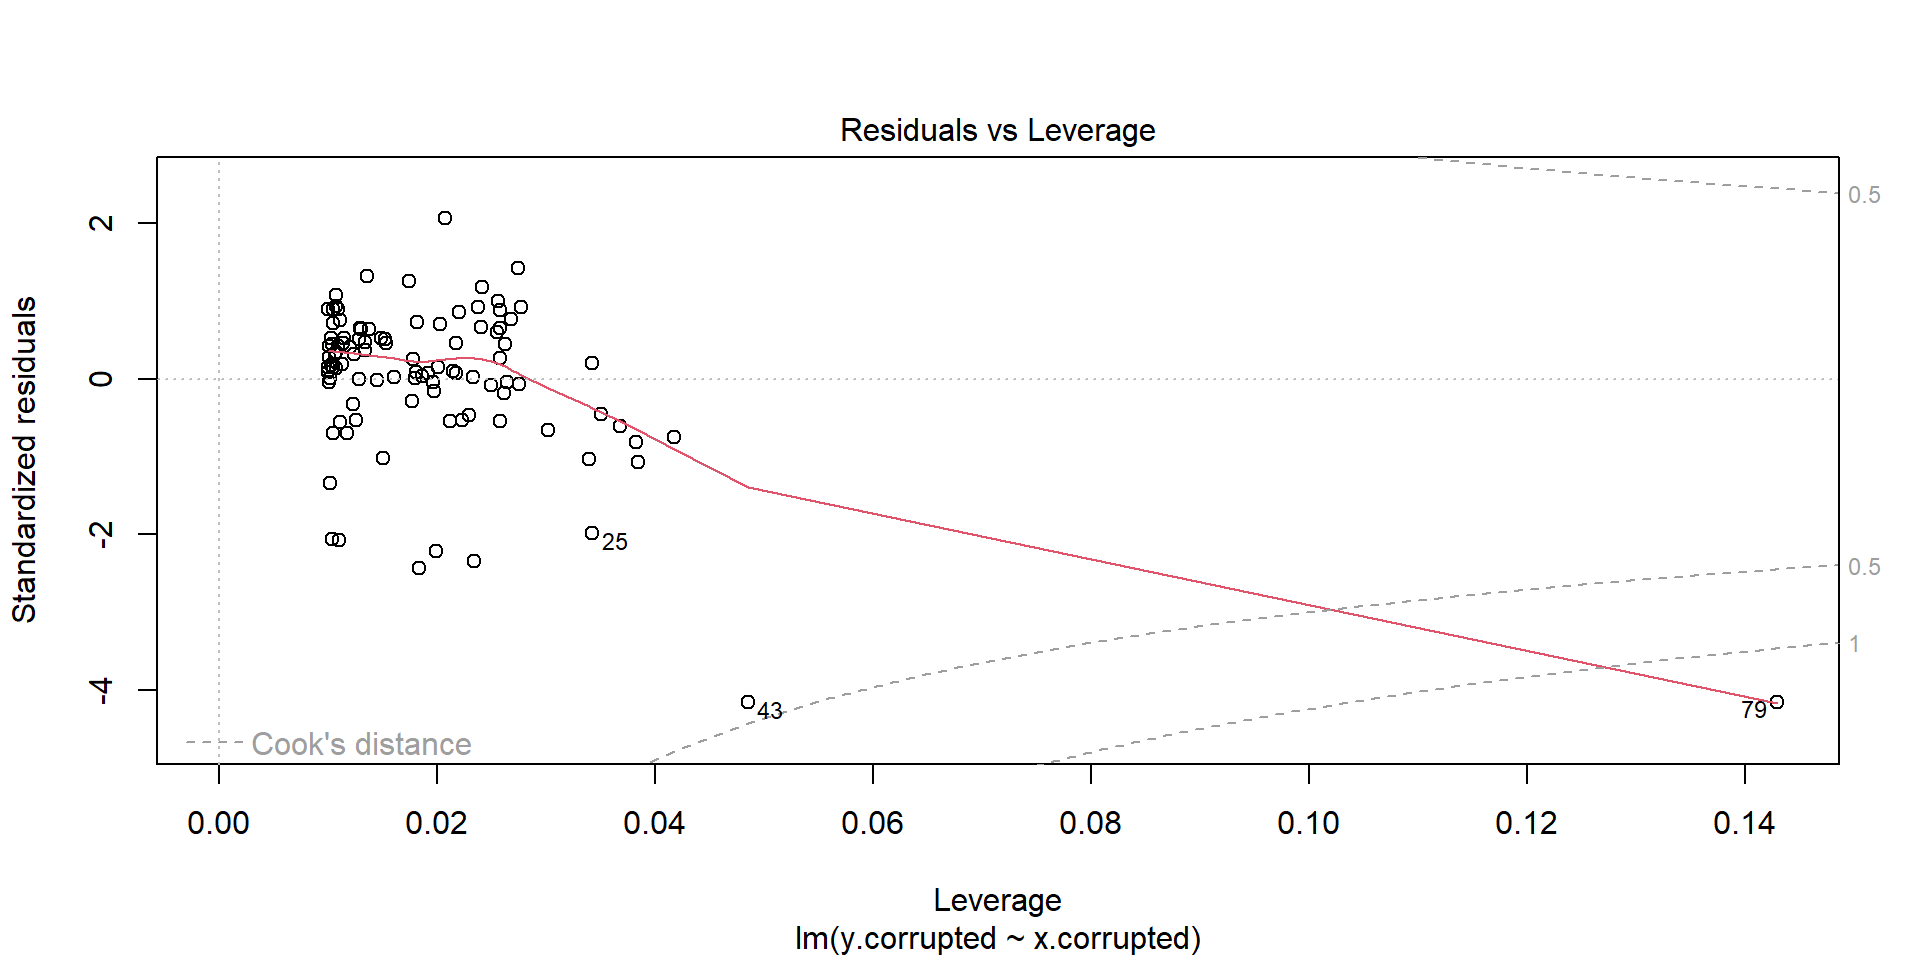 Residuals vs Leverage
Standardized residuals
2
0
-2
-4
0.5
0.5
1
25
43
79
Cook's distance
0.00 0.02 0.04 0.06 0.08 0.10 0.12 0.14
Leverage
lm(y.corrupted ~ x.corrupted)